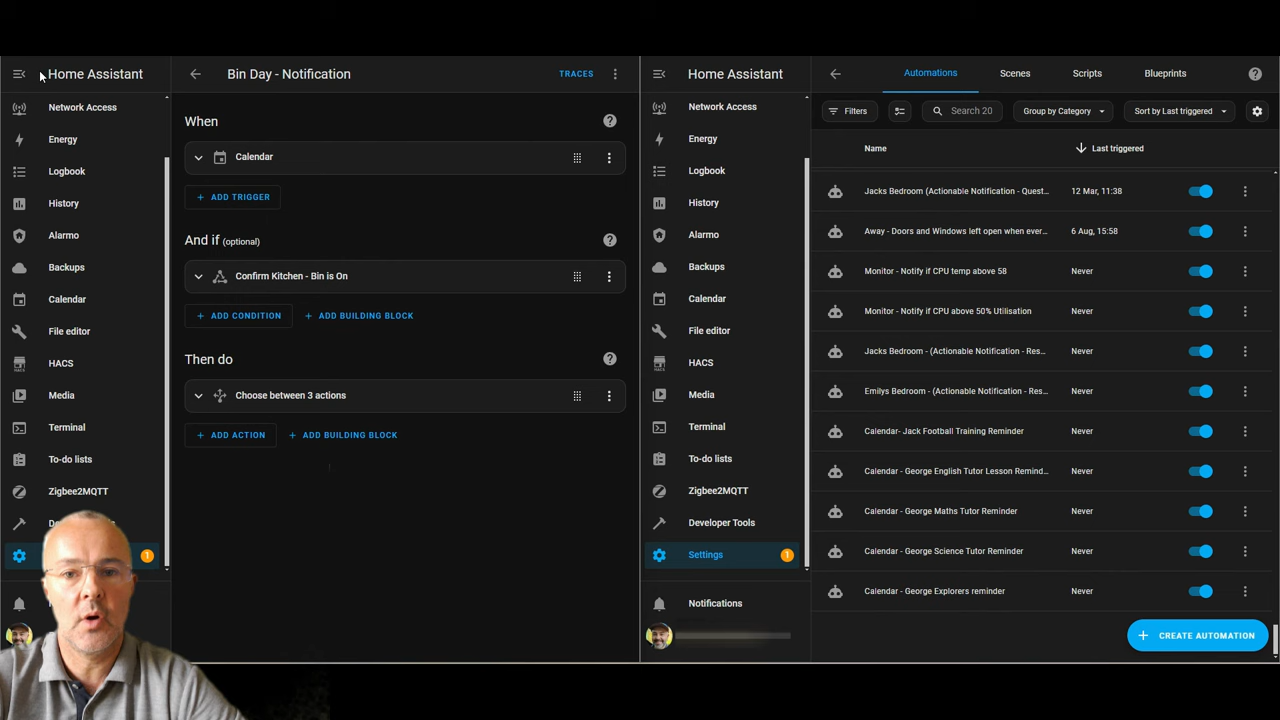 Home Assistant
Network Access
Energy
Logbook
History
Alarmo
Backups
Calendar
File editor
HACS
Media
Terminal
To-do lists
Zigbee2MQTT
1
Bin Day - Notification
TRACES
When
Calendar
+ ADD TRIGGER
And if (optional)
Confirm Kitchen - Bin is On
+ ADD CONDITION
+ ADD BUILDING BLOCK
Then do
Choose between 3 actions
+ ADD ACTION
+ ADD BUILDING BLOCK
Home Assistant
Network Access
Energy
Logbook
History
Alarmo
Backups
Calendar
File editor
HACS
Media
Terminal
To-do lists
Zigbee2MQTT
Developer Tools
Settings
1
Notifications
Automations
Scenes
Scripts
Blueprints
Filters
Search 20
Group by Category
Sort by Last triggered
Name
Last triggered
Jacks Bedroom (Actionable Notification - Quest... 12 Mar, 11:38
Away - Doors and Windows left open when ever... 6 Aug, 15:58
Monitor - Notify if CPU temp above 58 Never
Monitor - Notify if CPU above 50% Utilisation Never
Jacks Bedroom - (Actionable Notification - Res... Never
Emilys Bedroom - (Actionable Notification - Res... Never
Calendar- Jack Football Training Reminder Never
Calendar - George English Tutor Lesson Remind... Never
Calendar - George Maths Tutor Reminder Never
Calendar - George Science Tutor Reminder Never
Calendar - George Explorers reminder Never
+ CREATE AUTOMATION